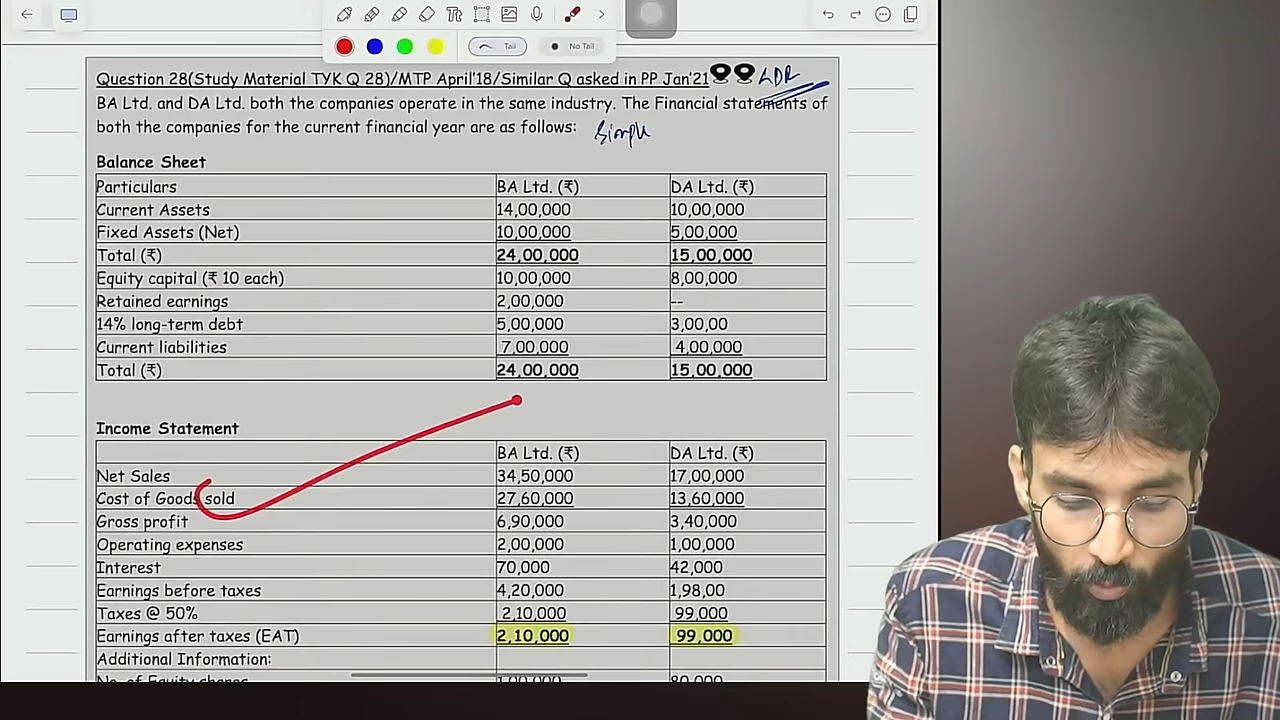 Tt
Tail
No Tail
Question 28(Study Material TYK Q 28)/MTP April'18/Similar Q asked in PP Jan'21 LDR
BA Ltd. and DA Ltd. both the companies operate in the same industry. The Financial statements of
both the companies for the current financial year are as follows: Simple
Balance Sheet
Particulars BA Ltd. (₹) DA Ltd. (₹)
Current Assets 14,00,000 10,00,000
Fixed Assets (Net) 10,00,000 5,00,000
Total (₹) 24,00,000 15,00,000
Equity capital (₹ 10 each) 10,00,000 8,00,000
Retained earnings 2,00,000 --
14% long-term debt 5,00,000 3,00,00
Current liabilities 7,00,000 4,00,000
Total (₹) 24,00,000 15,00,000
Income Statement
BA Ltd. (₹) DA Ltd. (₹)
Net Sales 34,50,000 17,00,000
Cost of Goods sold 27,60,000 13,60,000
Gross profit 6,90,000 3,40,000
Operating expenses 2,00,000 1,00,000
Interest 70,000 42,000
Earnings before taxes 4,20,000 1,98,00
Taxes @ 50% 2,10,000 99,000
Earnings after taxes (EAT) 2,10,000 99,000
Additional Information:
No. of Equity shares 1,00,000 80,000